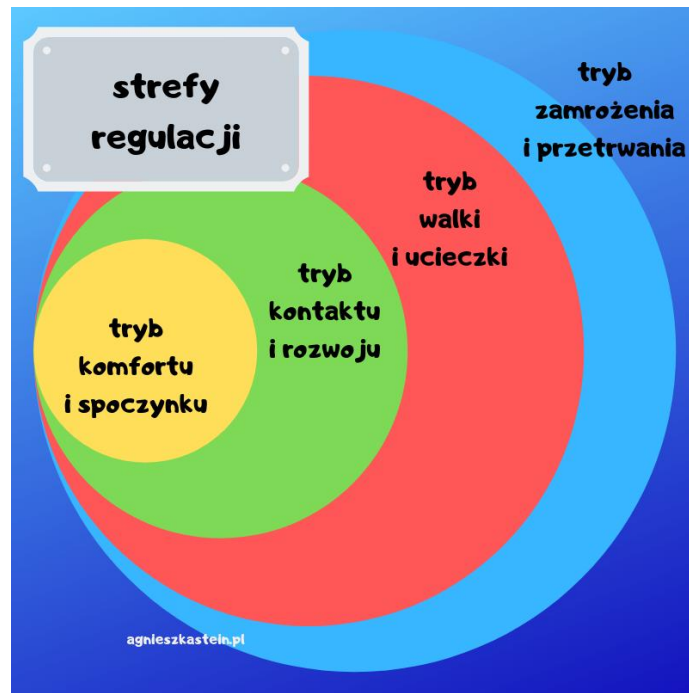 strefy
regulacji
tryb
zamrożenia
i przetrwania
tryb
walki
i ucieczki
tryb
kontaktu
i rozwoju
tryb
komfortu
i spoczynku
agnieszkastein.pl